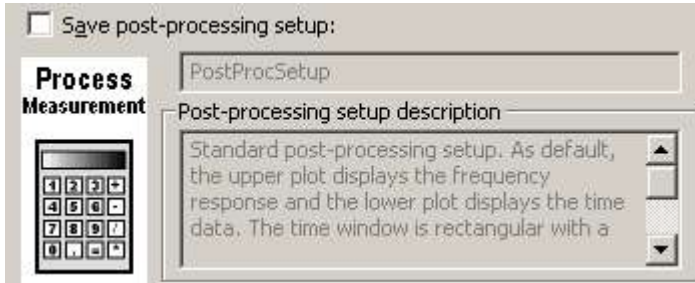 Save post-processing setup:
Process
Measurement
PostProcSetup
Post-processing setup description
Standard post-processing setup. As default,
the upper plot displays the frequency
response and the lower plot displays the time
data. The time window is rectangular with a
1 2 3 +
4 5 6 -
7 8 9 /
0 . = ^